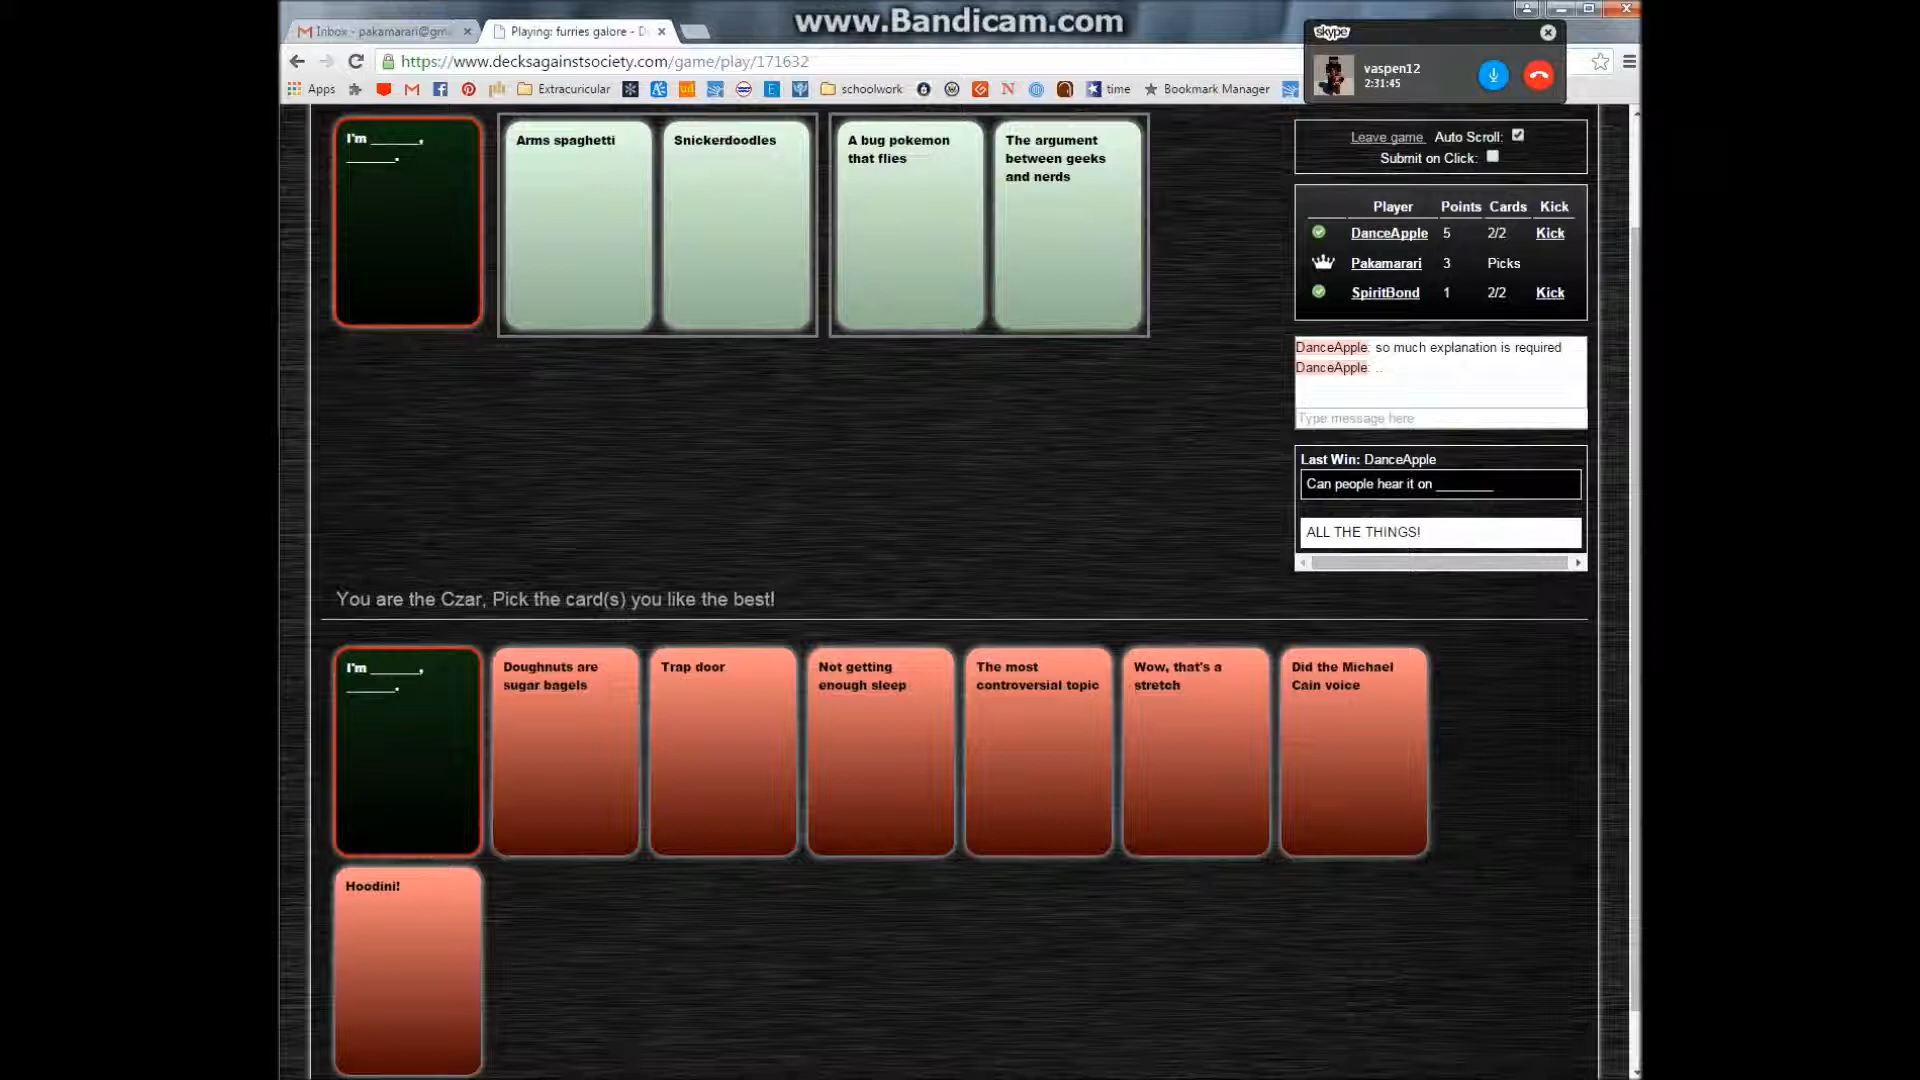 www.Bandicam.com
Inbox - pakamarari@gm
Playing: furries galore - D
skype
https://www.decksagainstsociety.com/game/play/171632
vaspen12
2:31:45
Apps
Extracurricular
schoolwork
time
Bookmark Manager
I'm ______,
______.
Arms spaghetti
Snickerdoodles
A bug pokemon
that flies
The argument
between geeks
and nerds
Leave game Auto Scroll:
Submit on Click:
Player Points Cards Kick
DanceApple 5 2/2 Kick
Pakamarari 3 Picks
SpiritBond 1 2/2 Kick
DanceApple: so much explanation is required
DanceApple: ..
Type message here
Last Win: DanceApple
Can people hear it on ________
ALL THE THINGS!
You are the Czar, Pick the card(s) you like the best!
I'm ______,
______.
Doughnuts are
sugar bagels
Trap door
Not getting
enough sleep
The most
controversial topic
Wow, that's a
stretch
Did the Michael
Cain voice
Hoodini!